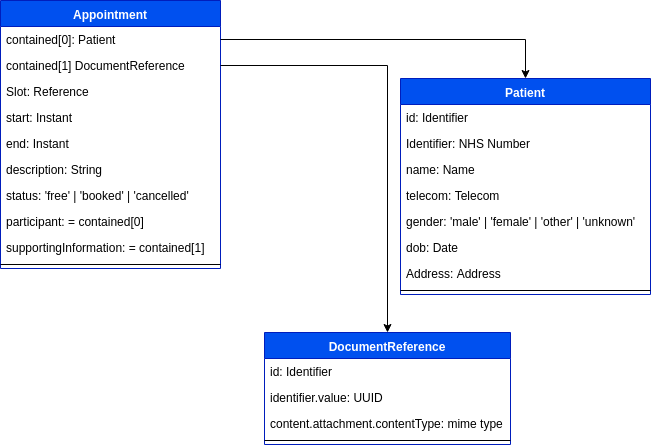 Appointment
contained[0]: Patient
contained[1] DocumentReference
Slot: Reference
start: Instant
end: Instant
description: String
status: 'free' | 'booked' | 'cancelled'
participant: = contained[0]
supportingInformation: = contained[1]
Patient
id: Identifier
Identifier: NHS Number
name: Name
telecom: Telecom
gender: 'male' | 'female' | 'other' | 'unknown'
dob: Date
Address: Address
DocumentReference
id: Identifier
identifier.value: UUID
content.attachment.contentType: mime type